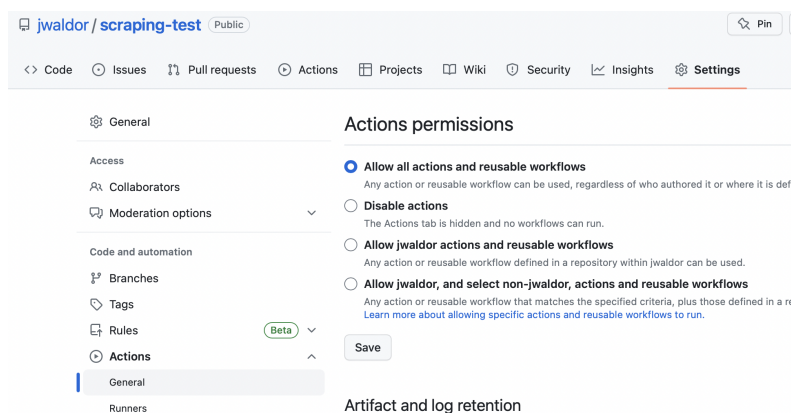 jwaldor / scraping-test Public
Pin
Code Issues Pull requests Actions Projects Wiki Security Insights Settings
General
Access
Collaborators
Moderation options
Code and automation
Branches
Tags
Rules Beta
Actions
General
Runners
Actions permissions
Allow all actions and reusable workflows
Any action or reusable workflow can be used, regardless of who authored it or where it is def
Disable actions
The Actions tab is hidden and no workflows can run.
Allow jwaldor actions and reusable workflows
Any action or reusable workflow defined in a repository within jwaldor can be used.
Allow jwaldor, and select non-jwaldor, actions and reusable workflows
Any action or reusable workflow that matches the specified criteria, plus those defined in a re
Learn more about allowing specific actions and reusable workflows to run.
Save
Artifact and log retention